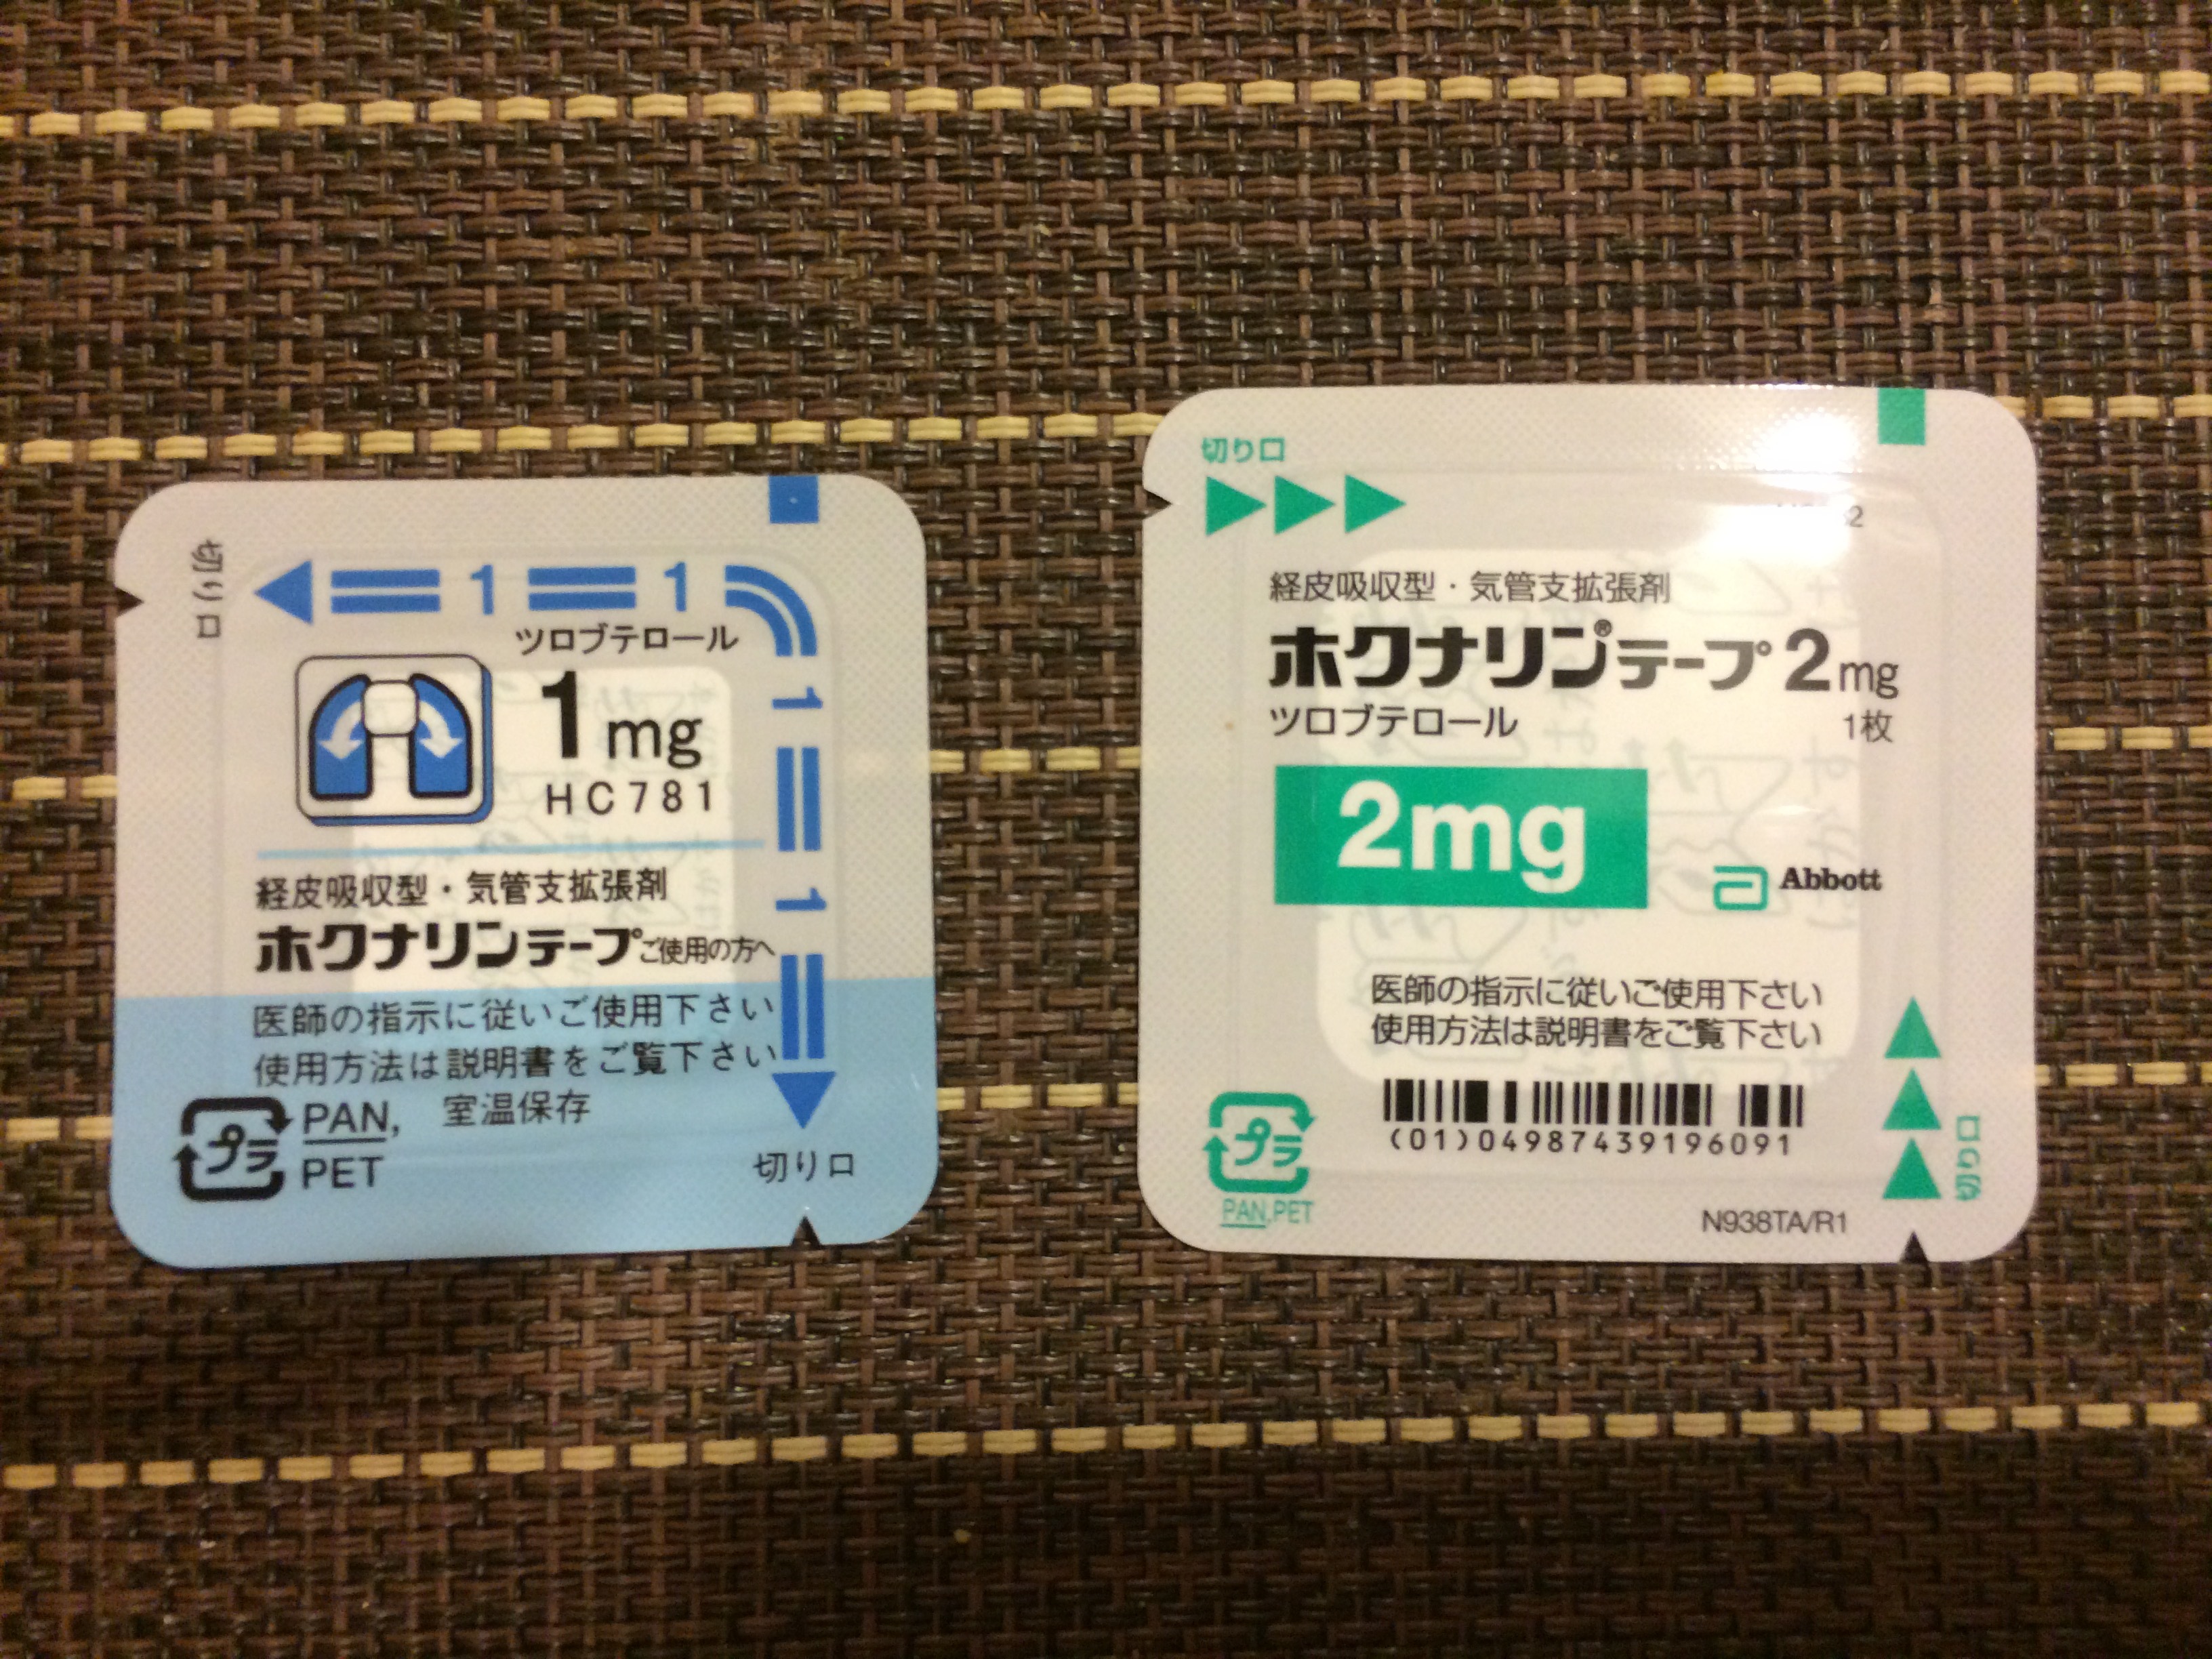 切り口
1 1
ツロブテロール
1mg
HC781
1
1
経皮吸収型・気管支拡張剤
ホクナリンテープご使用の方へ
医師の指示に従いご使用下さい
使用方法は説明書をご覧下さい
室温保存
プラ
PAN,
PET
切り口
切り口
経皮吸収型・気管支拡張剤
ホクナリン®テープ2mg
ツロブテロール 1枚
2mg
Abbott
医師の指示に従いご使用下さい
使用方法は説明書をご覧下さい
(01)04987439196091
プラ
PAN,PET
切り口
N938TA/R1